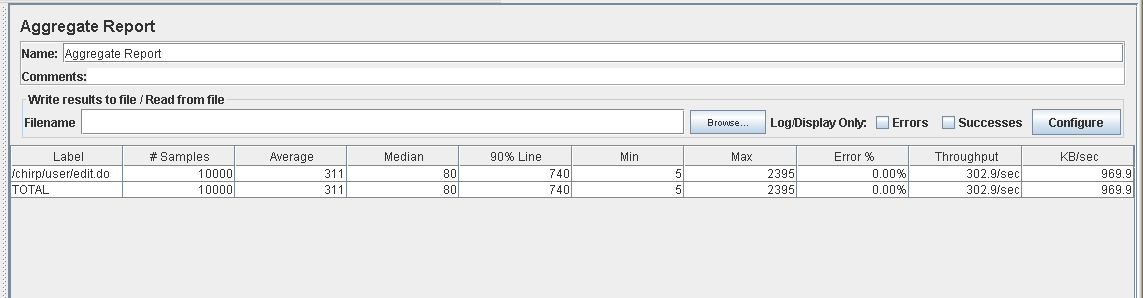 Aggregate Report
Name: Aggregate Report
Comments:
Write results to file / Read from file
Filename Browse... Log/Display Only: Errors Successes Configure
Label # Samples Average Median 90% Line Min Max Error % Throughput KB/sec
/chirp/user/edit.do 10000 311 80 740 5 2395 0.00% 302.9/sec 969.9
TOTAL 10000 311 80 740 5 2395 0.00% 302.9/sec 969.9